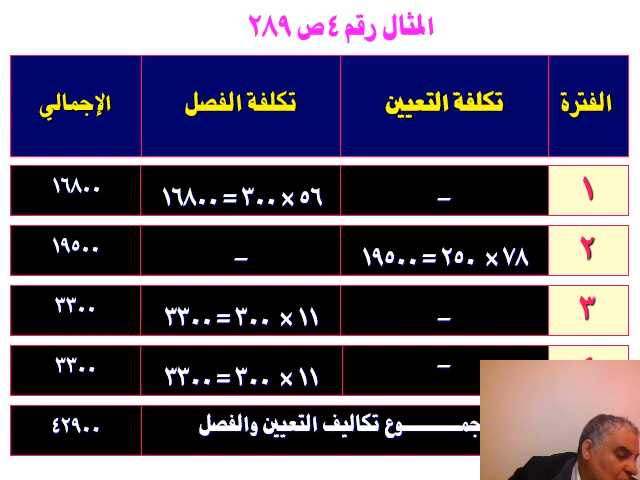 المثال رقم ٤ ص ٢٨٩
الفترة تكلفة التعيين تكلفة الفصل الإجمالي
١ – ٥٦ × ٣٠٠ = ١٦٨٠٠ ١٦٨٠٠
٢ ٧٨ × ٢٥٠ = ١٩٥٠٠ – ١٩٥٠٠
٣ – ١١ × ٣٠٠ = ٣٣٠٠ ٣٣٠٠
– ١١ × ٣٠٠ = ٣٣٠٠ ٣٣٠٠
تكاليف التعيين والفصل ٤٢٩٠٠